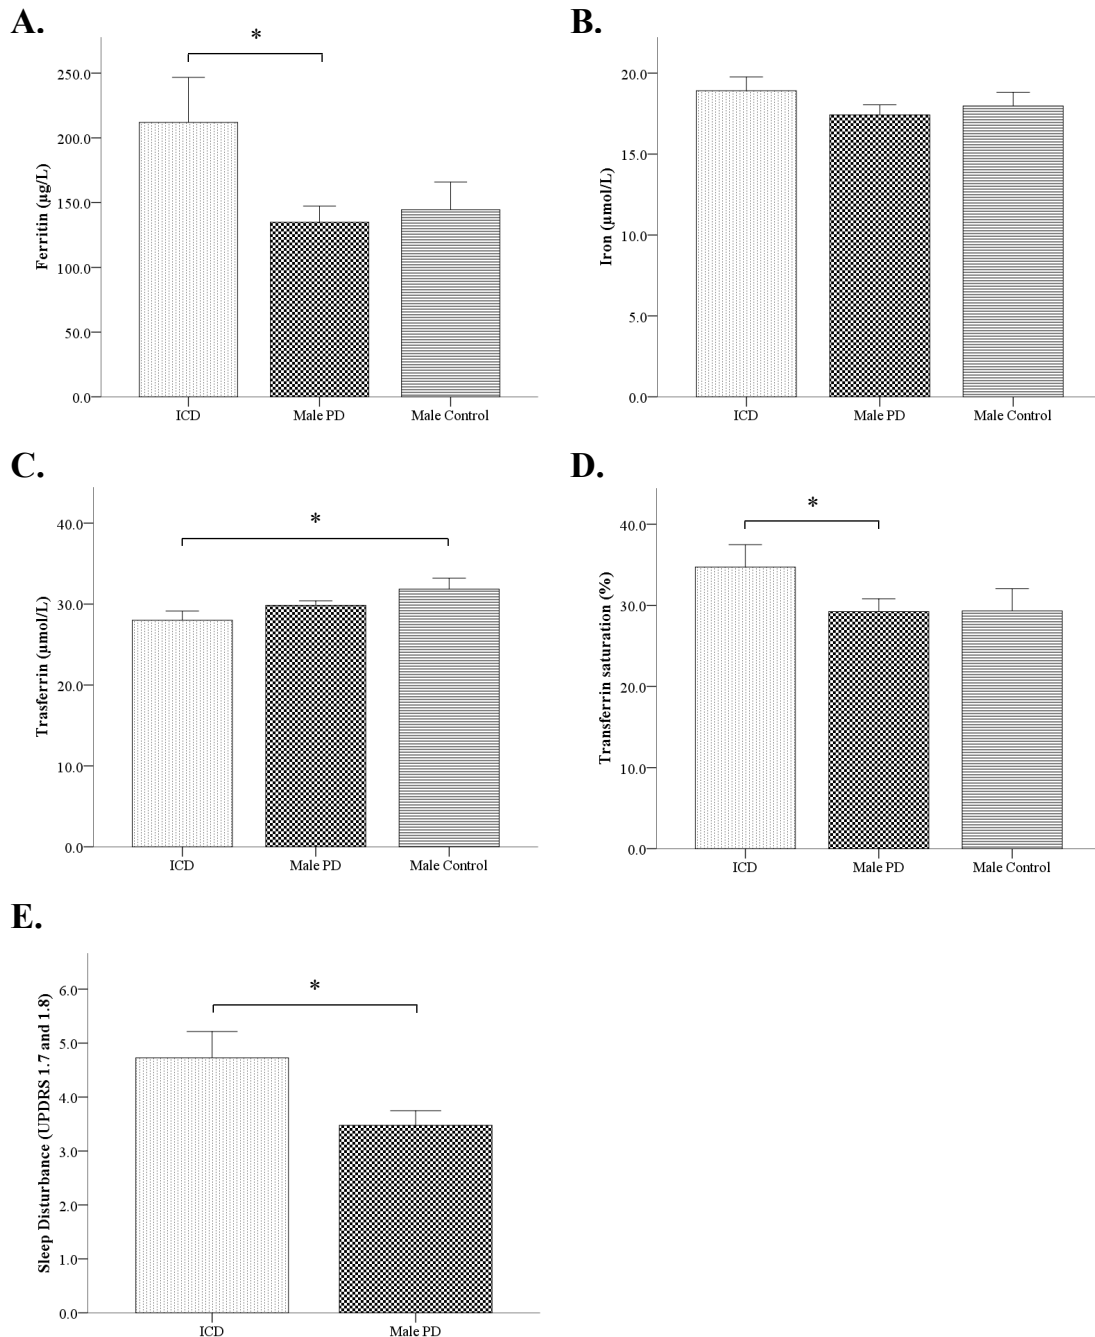 A.
*
Ferritin (µg/L)
250.0
200.0
150.0
100.0
50.0
0.0
ICD Male PD Male Control
B.
Iron (µmol/L)
20.0
15.0
10.0
5.0
0.0
ICD Male PD Male Control
C.
*
Trasferrin (µmol/L)
40.0
30.0
20.0
10.0
0.0
ICD Male PD Male Control
D.
*
Transferrin saturation (%)
40.0
30.0
20.0
10.0
0.0
ICD Male PD Male Control
E.
*
Sleep Disturbance (UPDRS 1.7 and 1.8)
6.0
5.0
4.0
3.0
2.0
1.0
0.0
ICD Male PD